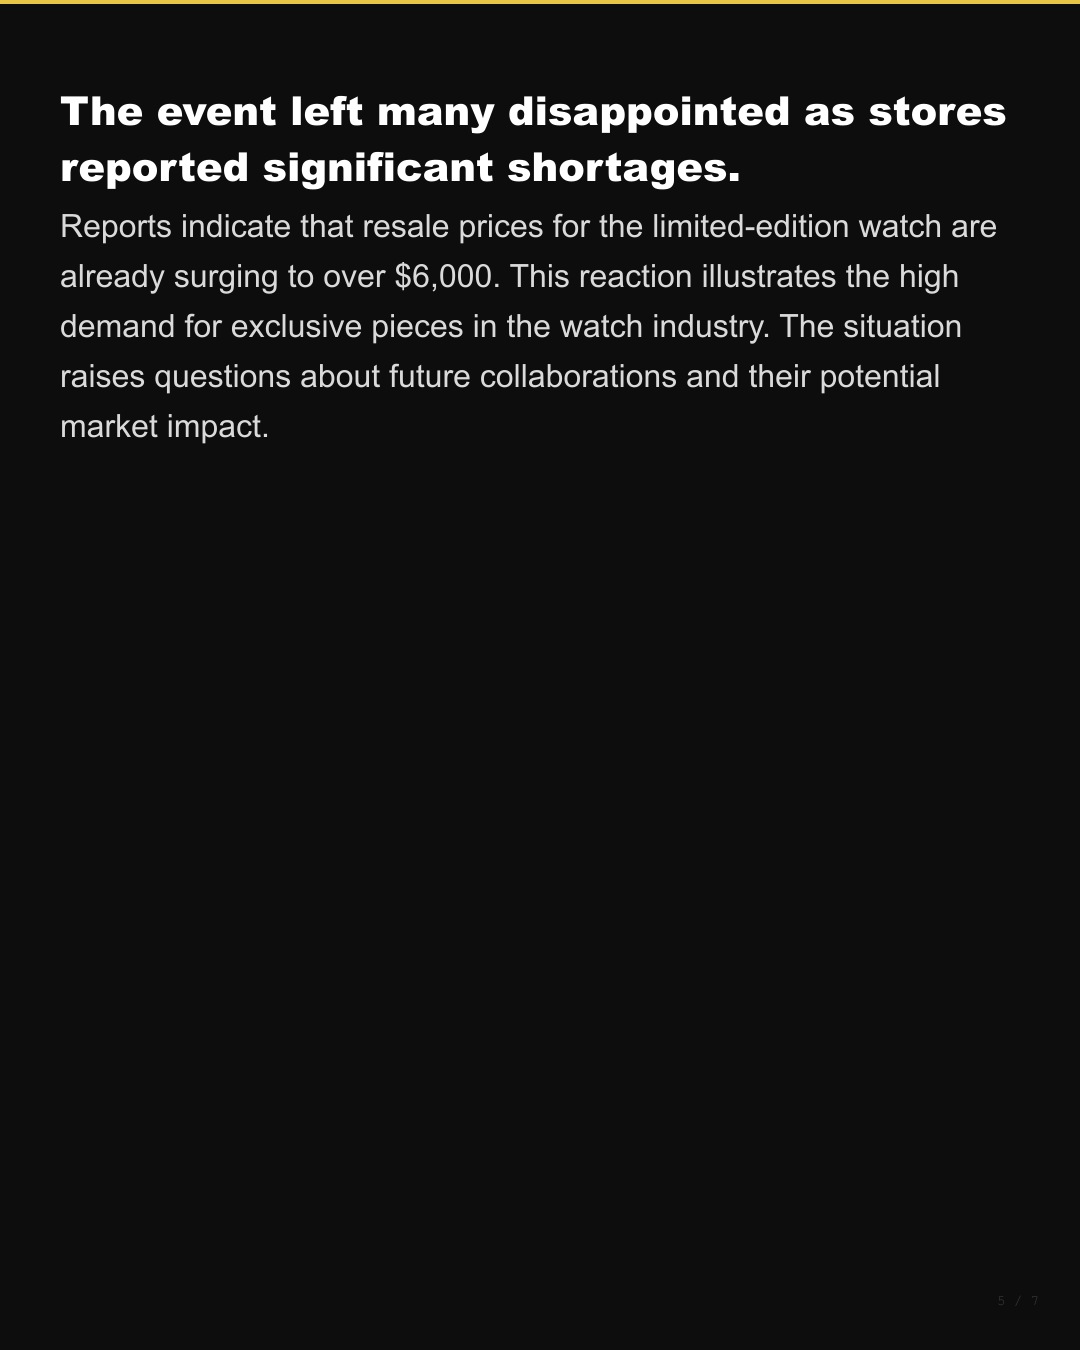 The event left many disappointed as stores
reported significant shortages.
Reports indicate that resale prices for the limited-edition watch are
already surging to over $6,000. This reaction illustrates the high
demand for exclusive pieces in the watch industry. The situation
raises questions about future collaborations and their potential
market impact.
5 / 7